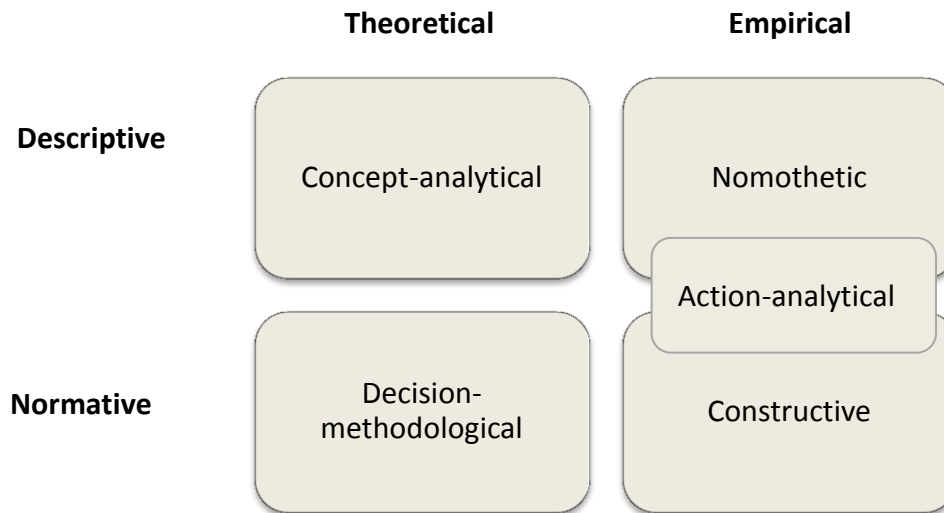 Theoretical
Empirical
Descriptive
Concept-analytical
Nomothetic
Action-analytical
Normative
Decision-
methodological
Constructive